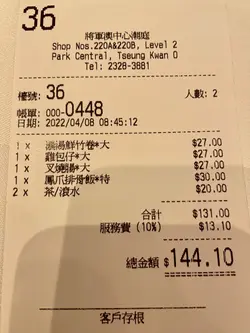 36
將軍澳中心潮庭
Shop Nos.220A&220B, Level 2
Park Central, Tseung Kwan O
Tel: 2328-3881
檯號: 36 人數: 2
帳單: 000-0448
日期: 2022/04/08 08:45:12
1 x 鮮竹卷*大 $27.00
1 x 雞包仔*大 $27.00
1 x 叉燒腸*大 $27.00
1 x 鳳爪排骨飯*特 $30.00
2 x 茶/滾水 $20.00
合計 $131.00
服務費 (10%) $13.10
總金額 $144.10
客戶存根